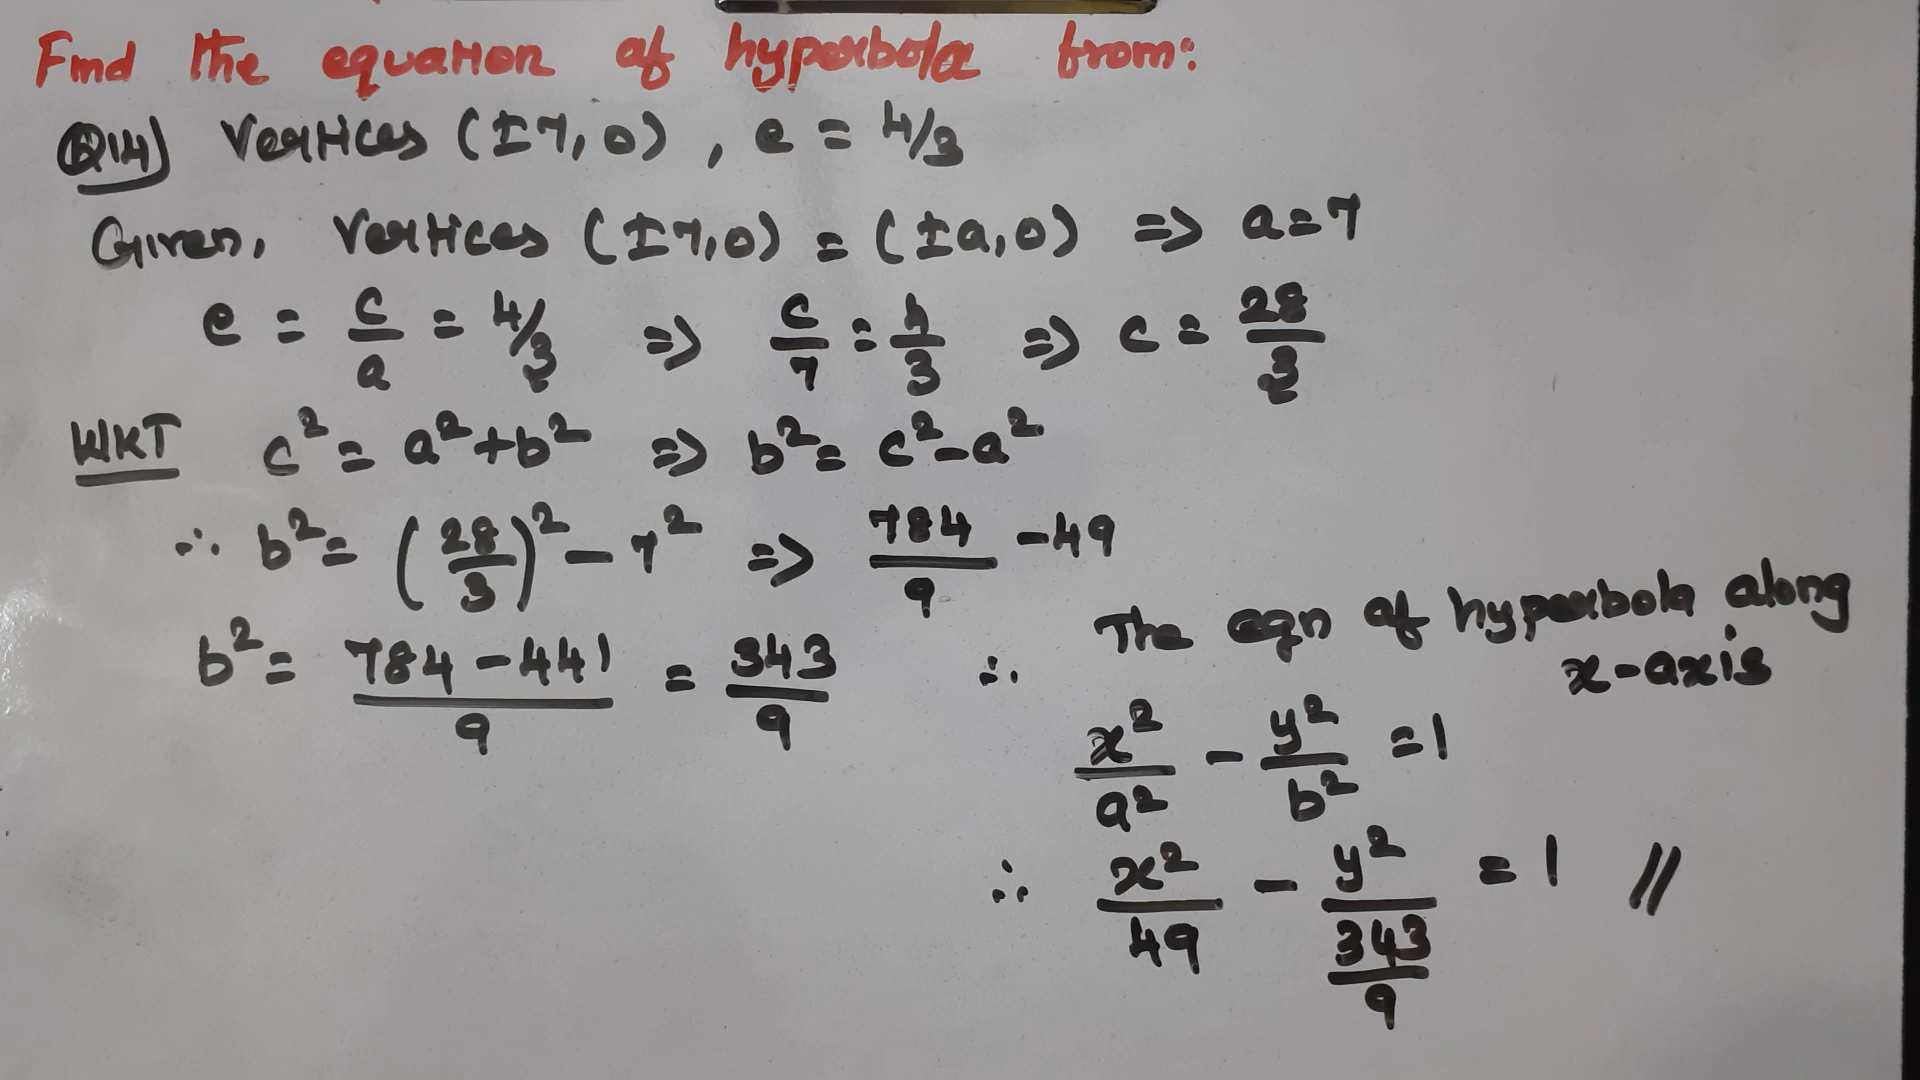 Find the equation of hyperbola from:
Q14) Vertices (±7,0), e = 4/3
Given, Vertices (±7,0) = (±a,0) => a=7
e = c/a = 4/3 => c/7 = 4/3 => c = 28/3
WKT c² = a²+b² => b² = c²-a²
∴ b² = (28/3)² - 7² => 784/9 - 49
b² = (784-441)/9 = 343/9
∴ The eqn of hyperbola along
x-axis
x²/a² - y²/b² = 1
∴ x²/49 - y²/(343/9) = 1 //